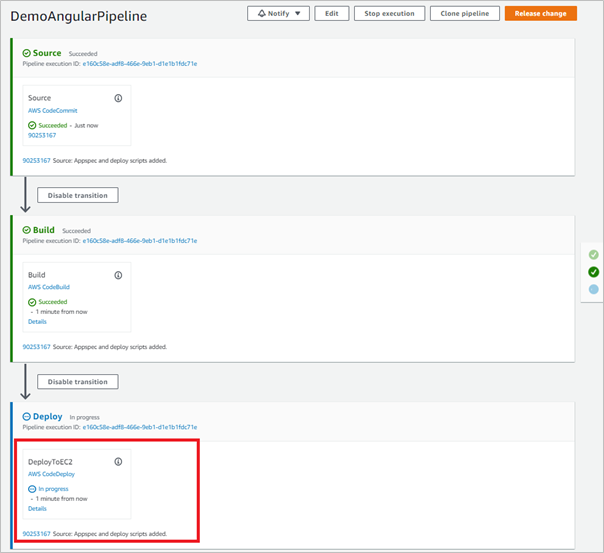 DemoAngularPipeline
Notify
Edit
Stop execution
Clone pipeline
Release change
Source Succeeded
Pipeline execution ID: e160c58e-adf8-466e-9eb1-d1e1b1fdc71e
Source
AWS CodeCommit
Succeeded - Just now
90253167
90253167 Source: Appspec and deploy scripts added.
Disable transition
Build Succeeded
Pipeline execution ID: e160c58e-adf8-466e-9eb1-d1e1b1fdc71e
Build
AWS CodeBuild
Succeeded
- 1 minute from now
Details
90253167 Source: Appspec and deploy scripts added.
Disable transition
Deploy In progress
Pipeline execution ID: e160c58e-adf8-466e-9eb1-d1e1b1fdc71e
DeployToEC2
AWS CodeDeploy
In progress
- 1 minute from now
Details
90253167 Source: Appspec and deploy scripts added.